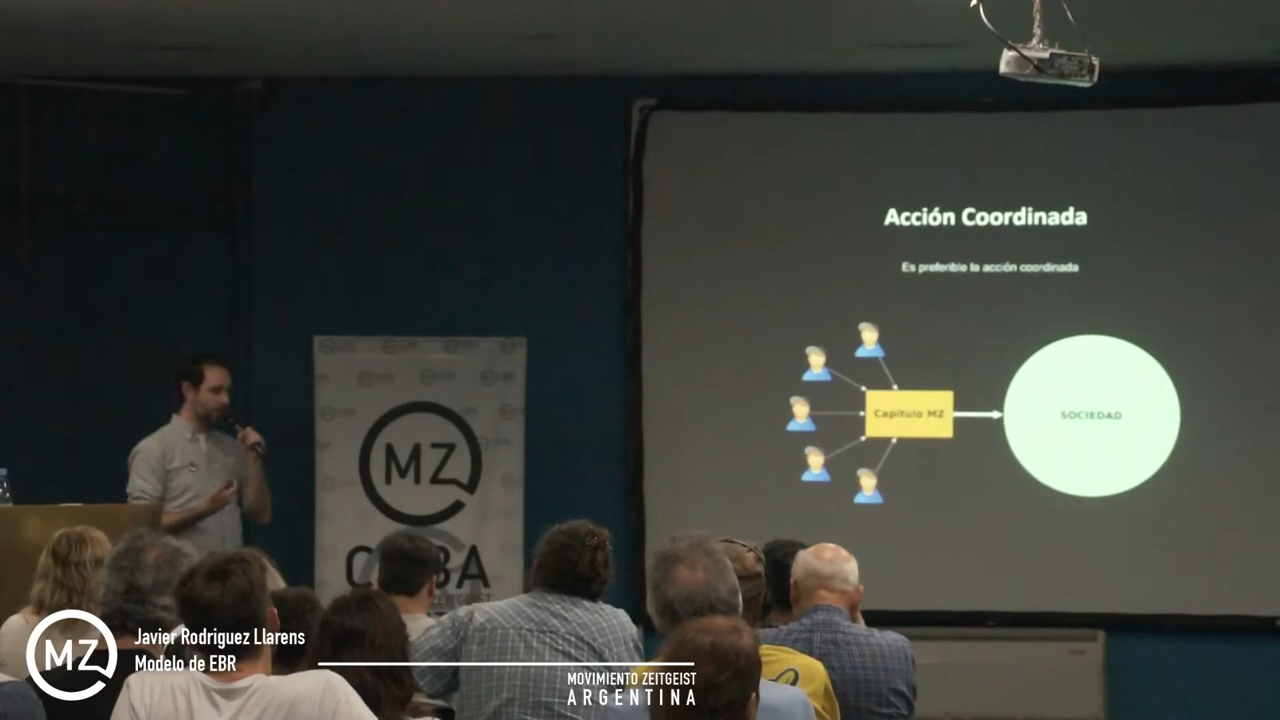 Acción Coordinada
Es preferible la acción coordinada
Capítulo MZ
SOCIEDAD
MZ
ZEITGEIST
MZ
Javier Rodriguez Llarens
Modelo de EBR
MOVIMIENTO ZEITGEIST
ARGENTINA